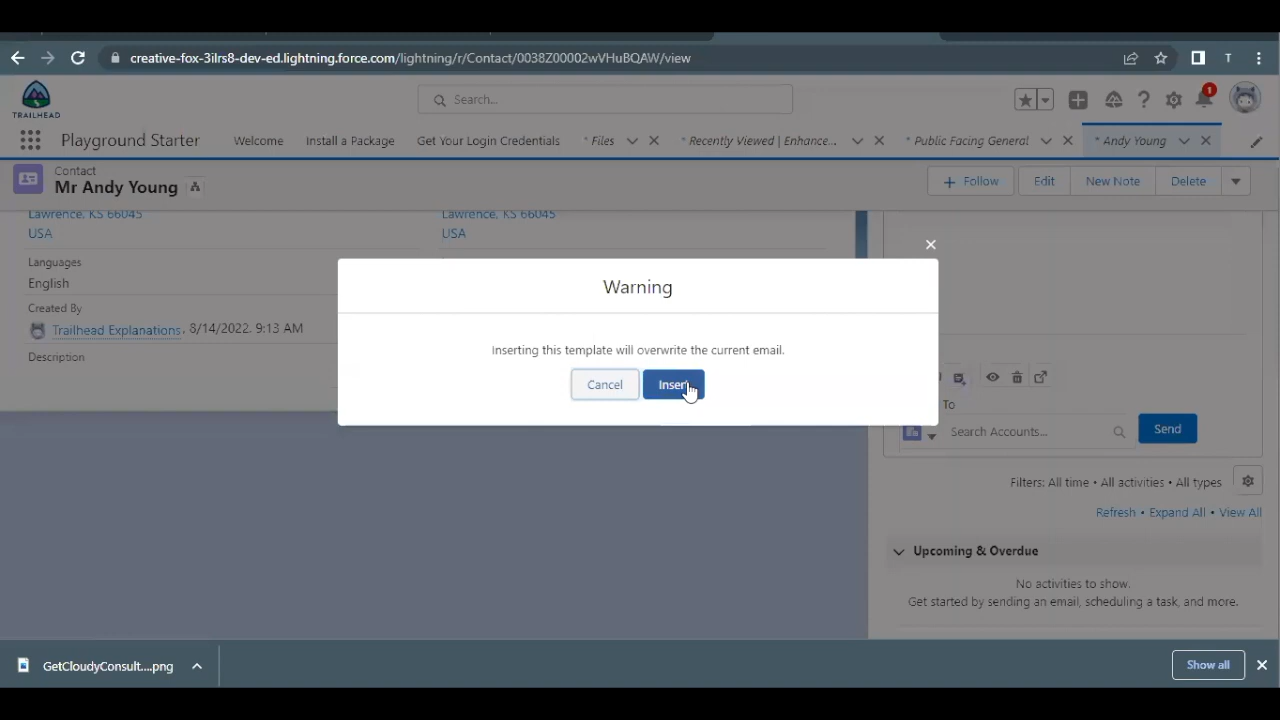 creative-fox-3ilrs8-dev-ed.lightning.force.com/lightning/r/Contact/0038Z00002wVHuBQAW/view
T
TRAILHEAD
Search...
1
Playground Starter
Welcome
Install a Package
Get Your Login Credentials
* Files
* Recently Viewed | Enhance...
* Public Facing General
* Andy Young
Contact
Mr Andy Young
Follow
Edit
New Note
Delete
Lawrence, KS 66045
USA
Lawrence, KS 66045
USA
Languages
English
Created By
Trailhead Explanations, 8/14/2022, 9:13 AM
Description
Warning
Inserting this template will overwrite the current email.
Cancel
Insert
To
Search Accounts...
Send
Filters: All time • All activities • All types
Refresh • Expand All • View All
Upcoming & Overdue
No activities to show.
Get started by sending an email, scheduling a task, and more.
GetCloudyConsult....png
Show all